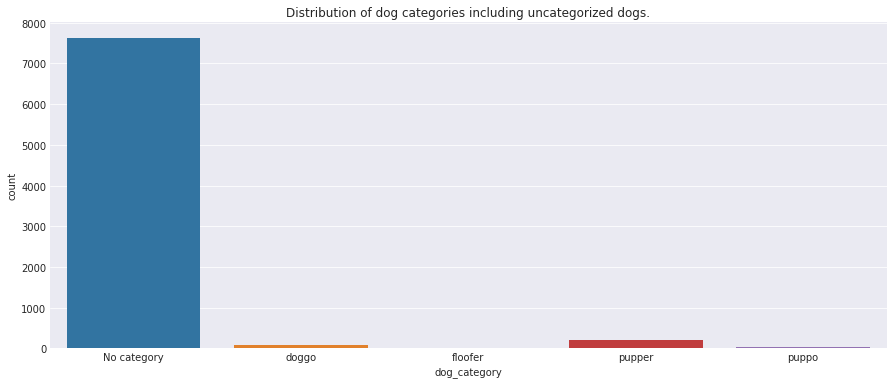 Distribution of dog categories including uncategorized dogs.
8000
7000
6000
5000
4000
3000
2000
1000
0
count
No category doggo floofer pupper puppo
dog_category